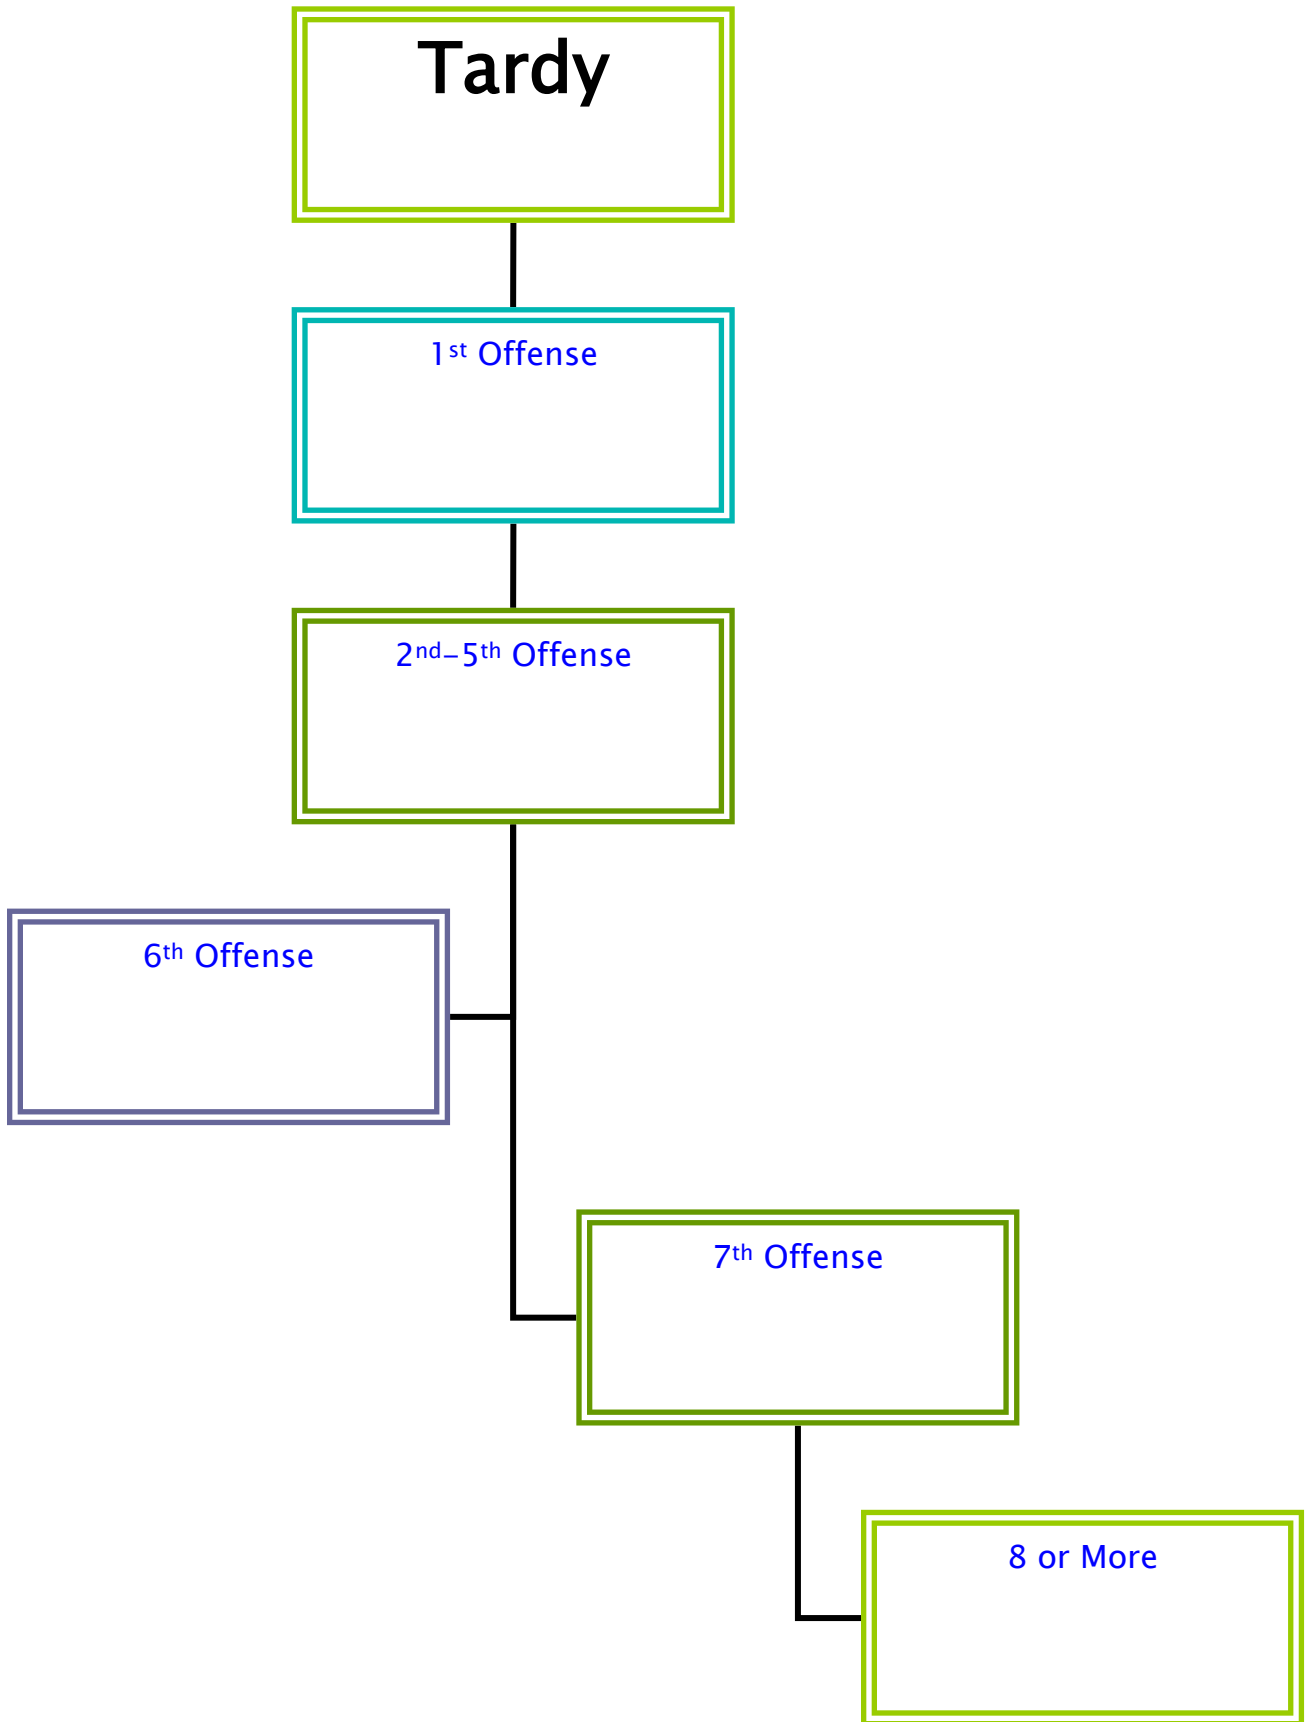 Tardy
1st Offense
2nd–5th Offense
6th Offense
7th Offense
8 or More